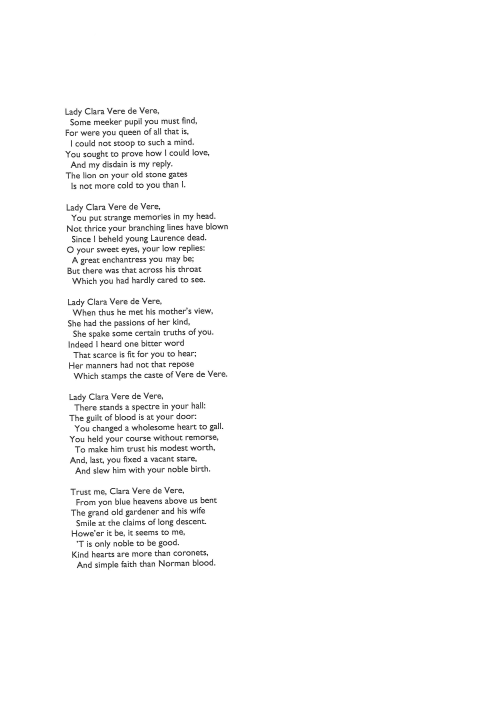 Lady Clara Vere de Vere,
Some meeker pupil you must find,
For were you queen of all that is,
I could not stoop to such a mind.
You sought to prove how I could love,
And my disdain is my reply.
The lion on your old stone gates
Is not more cold to you than I.

Lady Clara Vere de Vere,
You put strange memories in my head.
Not thrice your branching lines have blown
Since I beheld young Laurence dead.
O your sweet eyes, your low replies:
A great enchantress you may be;
But there was that across his throat
Which you had hardly cared to see.

Lady Clara Vere de Vere,
When thus he met his mother's view,
She had the passions of her kind,
She spake some certain truths of you.
Indeed I heard one bitter word
That scarce is fit for you to hear;
Her manners had not that repose
Which stamps the caste of Vere de Vere.

Lady Clara Vere de Vere,
There stands a spectre in your hall:
The guilt of blood is at your door:
You changed a wholesome heart to gall.
You held your course without remorse,
To make him trust his modest worth,
And, last, you fixed a vacant stare,
And slew him with your noble birth.

Trust me, Clara Vere de Vere,
From yon blue heavens above us bent
The grand old gardener and his wife
Smile at the claims of long descent.
Howe'er it be, it seems to me,
'T is only noble to be good.
Kind hearts are more than coronets,
And simple faith than Norman blood.